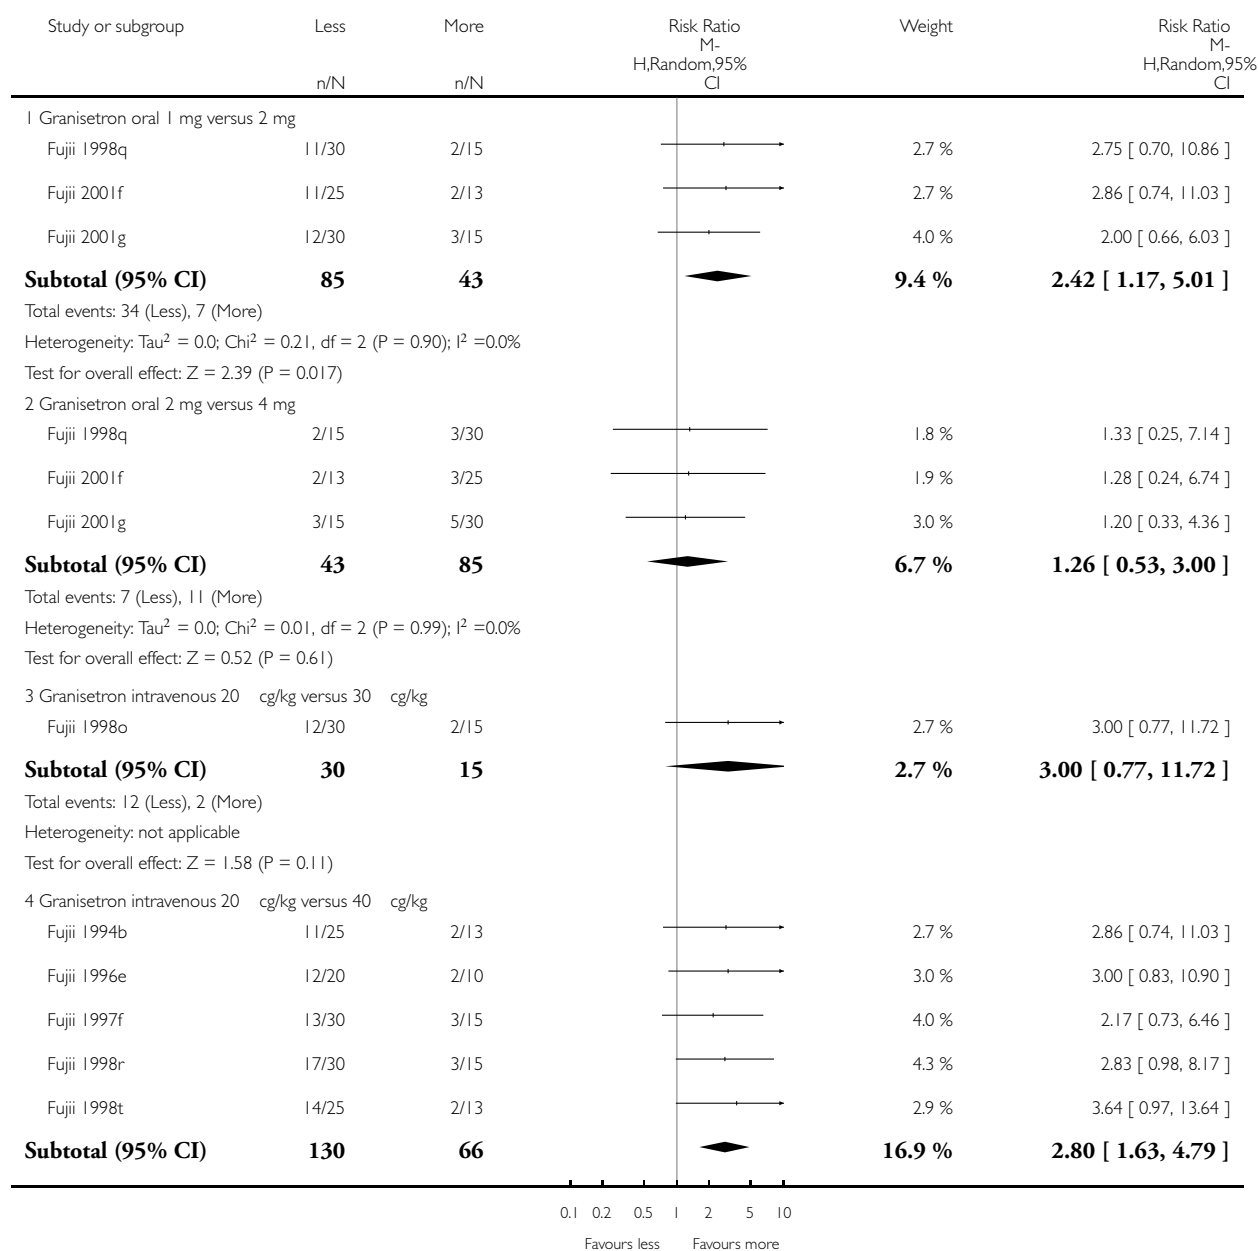 Study or subgroup Less More Risk Ratio Weight Risk Ratio
M- M-
H,Random,95% H,Random,95%
n/N n/N CI CI
1 Granisetron oral 1 mg versus 2 mg
Fujii 1998q 11/30 2/15 2.7 % 2.75 [ 0.70, 10.86 ]
Fujii 2001f 11/25 2/13 2.7 % 2.86 [ 0.74, 11.03 ]
Fujii 2001g 12/30 3/15 4.0 % 2.00 [ 0.66, 6.03 ]
Subtotal (95% CI) 85 43 9.4 % 2.42 [ 1.17, 5.01 ]
Total events: 34 (Less), 7 (More)
Heterogeneity: Tau² = 0.0; Chi² = 0.21, df = 2 (P = 0.90); I² =0.0%
Test for overall effect: Z = 2.39 (P = 0.017)
2 Granisetron oral 2 mg versus 4 mg
Fujii 1998q 2/15 3/30 1.8 % 1.33 [ 0.25, 7.14 ]
Fujii 2001f 2/13 3/25 1.9 % 1.28 [ 0.24, 6.74 ]
Fujii 2001g 3/15 5/30 3.0 % 1.20 [ 0.33, 4.36 ]
Subtotal (95% CI) 43 85 6.7 % 1.26 [ 0.53, 3.00 ]
Total events: 7 (Less), 11 (More)
Heterogeneity: Tau² = 0.0; Chi² = 0.01, df = 2 (P = 0.99); I² =0.0%
Test for overall effect: Z = 0.52 (P = 0.61)
3 Granisetron intravenous 20 cg/kg versus 30 cg/kg
Fujii 1998o 12/30 2/15 2.7 % 3.00 [ 0.77, 11.72 ]
Subtotal (95% CI) 30 15 2.7 % 3.00 [ 0.77, 11.72 ]
Total events: 12 (Less), 2 (More)
Heterogeneity: not applicable
Test for overall effect: Z = 1.58 (P = 0.11)
4 Granisetron intravenous 20 cg/kg versus 40 cg/kg
Fujii 1994b 11/25 2/13 2.7 % 2.86 [ 0.74, 11.03 ]
Fujii 1996e 12/20 2/10 3.0 % 3.00 [ 0.83, 10.90 ]
Fujii 1997f 13/30 3/15 4.0 % 2.17 [ 0.73, 6.46 ]
Fujii 1998r 17/30 3/15 4.3 % 2.83 [ 0.98, 8.17 ]
Fujii 1998t 14/25 2/13 2.9 % 3.64 [ 0.97, 13.64 ]
Subtotal (95% CI) 130 66 16.9 % 2.80 [ 1.63, 4.79 ]
0.1 0.2 0.5 1 2 5 10
Favours less Favours more